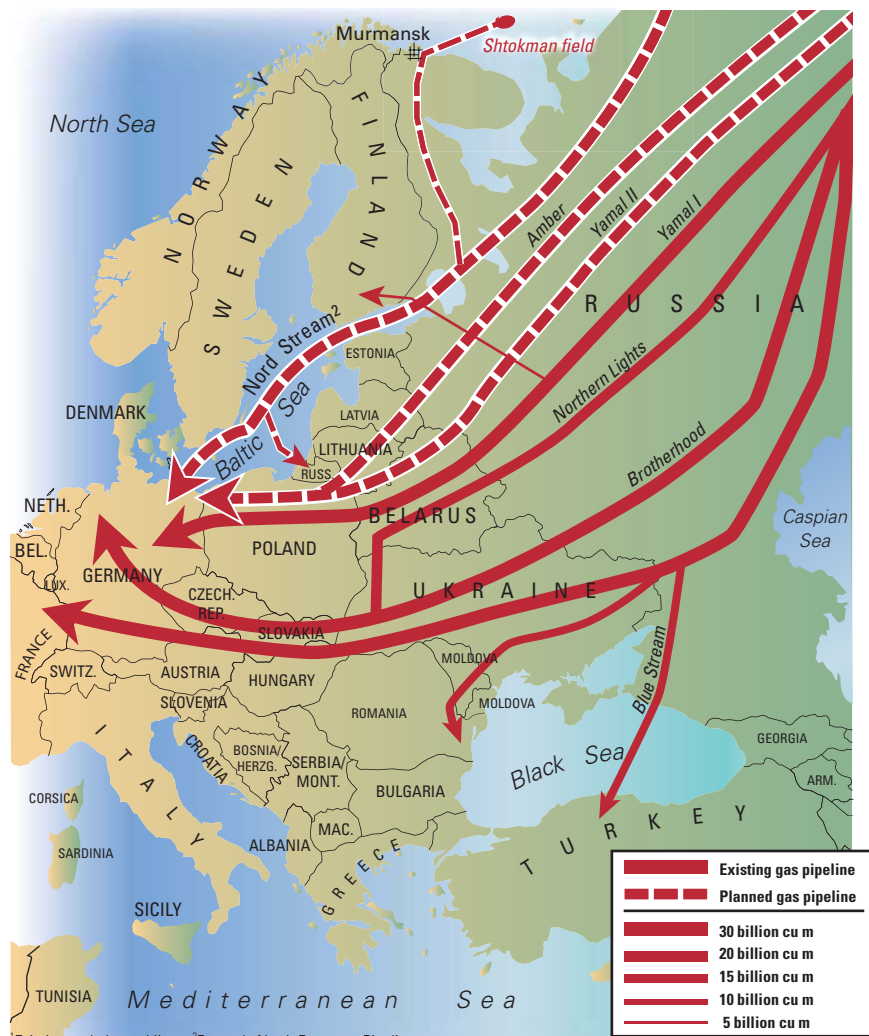 Murmansk
Shtokman field
North Sea
NORWAY
SWEDEN
FINLAND
Amber
Yamal II
Yamal I
RUSSIA
Nord Stream2
Baltic Sea
ESTONIA
Northern Lights
LATVIA
DENMARK
LITHUANIA
RUSS.
Brotherhood
NETH.
BELARUS
Caspian
Sea
BEL.
POLAND
LUX.
GERMANY
CZECH.
REP.
UKRAINE
SLOVAKIA
FRANCE
SWITZ.
AUSTRIA
HUNGARY
MOLDOVA
SLOVENIA
MOLDOVA
Blue Stream
ROMANIA
CROATIA
BOSNIA/
HERZG.
SERBIA/
MONT.
Black Sea
GEORGIA
ITALY
BULGARIA
ARM.
CORSICA
MAC.
ALBANIA
TURKEY
SARDINIA
GREECE
SICILY
TUNISIA
Mediterranean Sea
Existing gas pipeline
Planned gas pipeline
30 billion cu m
20 billion cu m
15 billion cu m
10 billion cu m
5 billion cu m